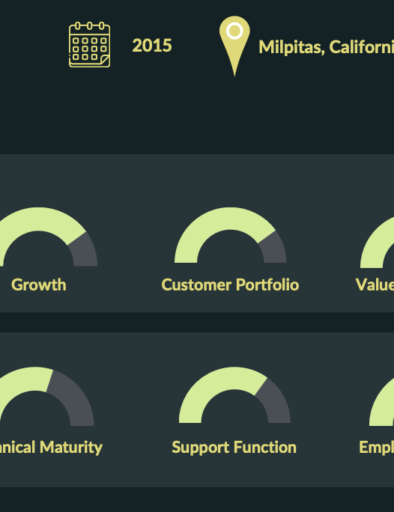 2015
Milpitas, Californi
Growth
Customer Portfolio
Value
nical Maturity
Support Function
Empl